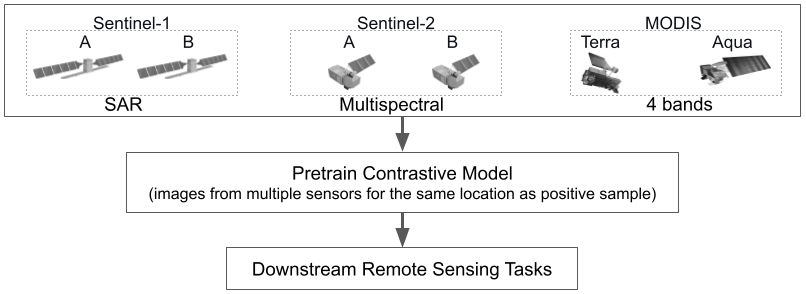 Sentinel-1 Sentinel-2 MODIS
A B A B Terra Aqua
SAR Multispectral 4 bands
Pretrain Contrastive Model
(images from multiple sensors for the same location as positive sample)
Downstream Remote Sensing Tasks